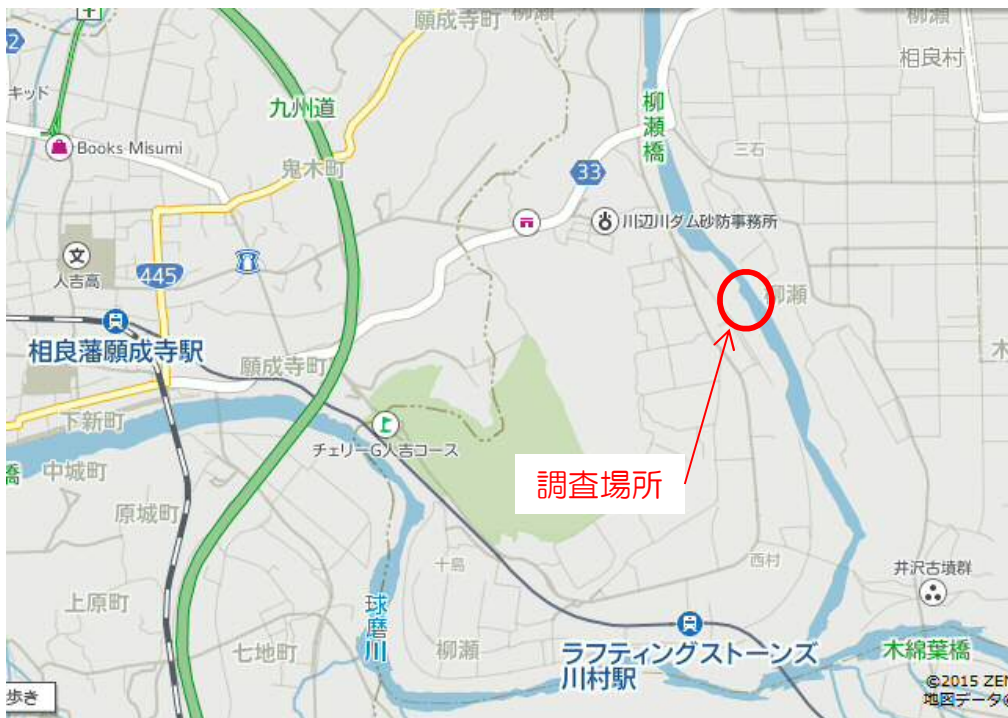 願成寺町
柳瀬
柳瀬
相良村
キッド
九州道
柳瀬橋
Books Misumi
三石
鬼木町
33
川辺川ダム砂防事務所
文
人吉高
445
柳瀬
相良藩願成寺駅
木
願成寺町
下新町
チェリーG人吉コース
橋
中城町
調査場所
原城町
十島
西村
井沢古墳群
上原町
球磨川
七地町
柳瀬
ラフティングストーンズ
川村駅
木綿葉橋
©2015 ZEN
地図データの
歩き